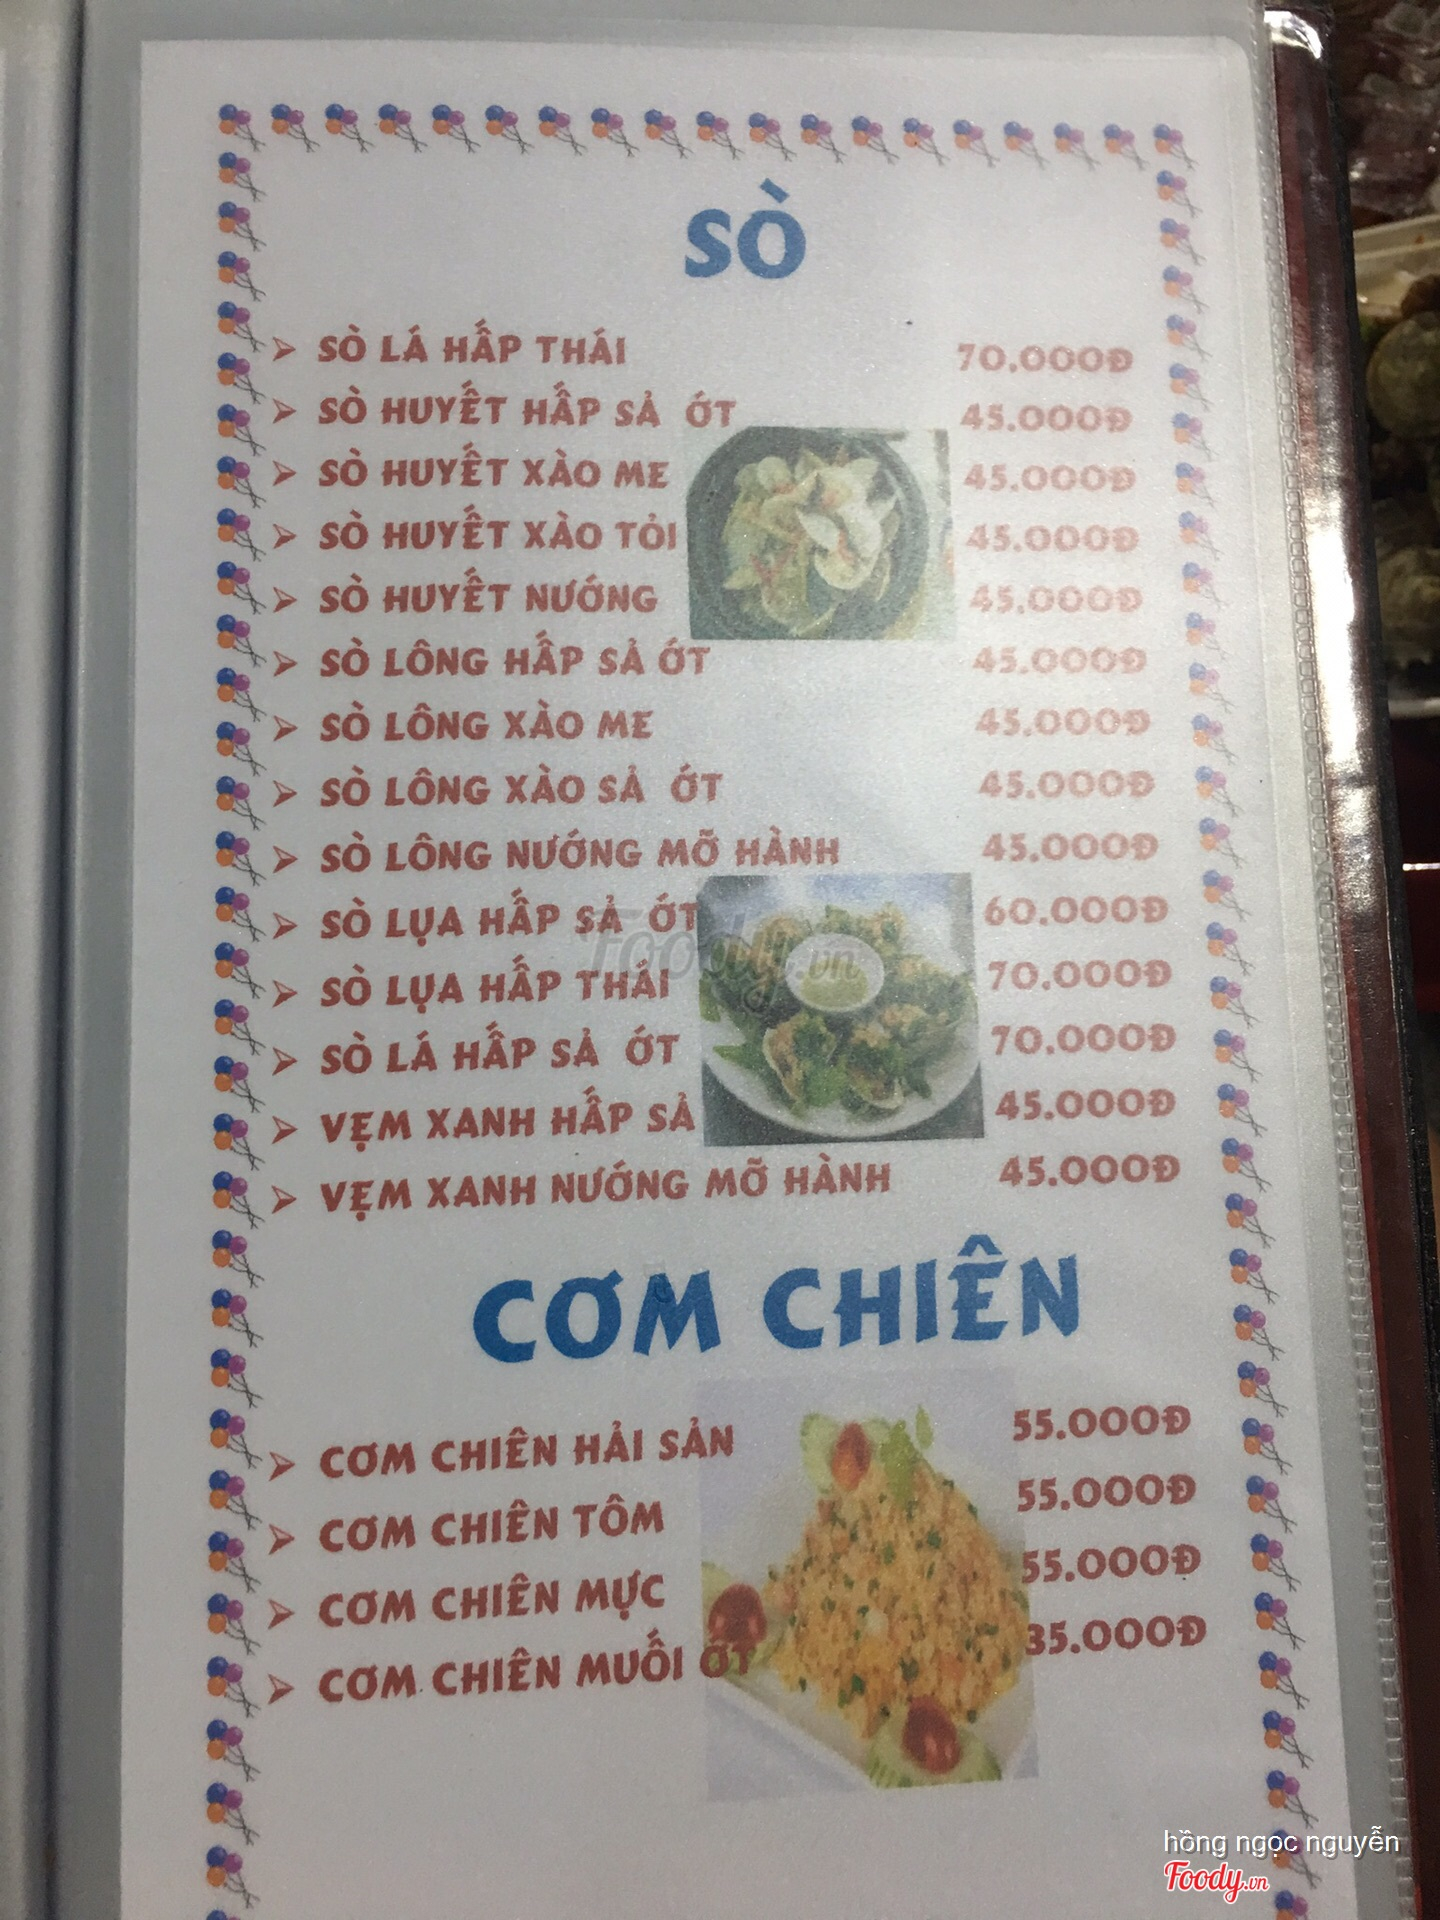 SÒ
SÒ LÁ HẤP THÁI 70.000Đ
SÒ HUYẾT HẤP SẢ ỚT 45.000Đ
SÒ HUYẾT XÀO ME 45.000Đ
SÒ HUYẾT XÀO TỎI 45.000Đ
SÒ HUYẾT NƯỚNG 45.000Đ
SÒ LÔNG HẤP SẢ ỚT 45.000Đ
SÒ LÔNG XÀO ME 45.000Đ
SÒ LÔNG XÀO SẢ ỚT 45.000Đ
SÒ LÔNG NƯỚNG MỠ HÀNH 45.000Đ
SÒ LỤA HẤP SẢ ỚT 60.000Đ
Foody.vn
SÒ LỤA HẤP THÁI 70.000Đ
SÒ LÁ HẤP SẢ ỚT 70.000Đ
VẸM XANH HẤP SẢ 45.000Đ
VẸM XANH NƯỚNG MỠ HÀNH 45.000Đ
CƠM CHIÊN
CƠM CHIÊN HẢI SẢN 55.000Đ
CƠM CHIÊN TÔM 55.000Đ
CƠM CHIÊN MỰC 55.000Đ
CƠM CHIÊN MUỐI ỚT 35.000Đ
hồng ngọc nguyễn
Foody.vn